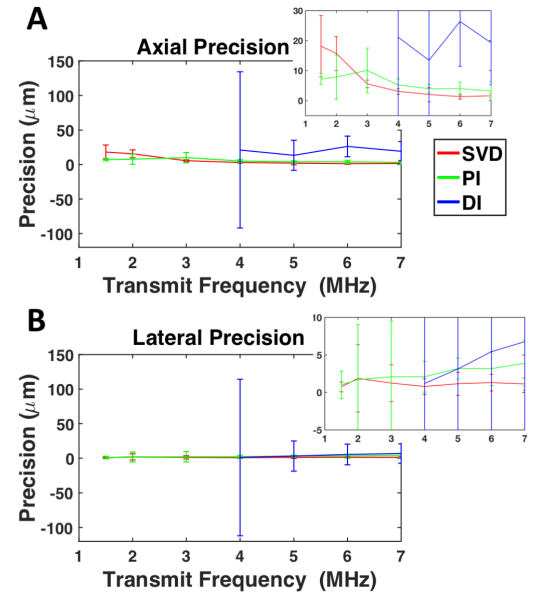 A
Axial Precision
Precision (μm)
150
100
50
0
-50
-100
1 2 3 4 5 6 7
Transmit Frequency (MHz)
30
20
10
0
1 2 3 4 5 6 7
SVD
PI
DI
B
Lateral Precision
Precision (μm)
150
100
50
0
-50
-100
1 2 3 4 5 6 7
Transmit Frequency (MHz)
10
5
0
-5
1 2 3 4 5 6 7